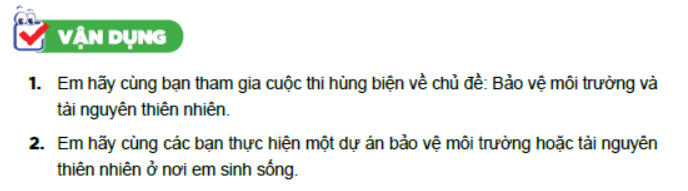 VẬN DỤNG
1. Em hãy cùng bạn tham gia cuộc thi hùng biện về chủ đề: Bảo vệ môi trường và
tài nguyên thiên nhiên.
2. Em hãy cùng các bạn thực hiện một dự án bảo vệ môi trường hoặc tài nguyên
thiên nhiên ở nơi em sinh sống.